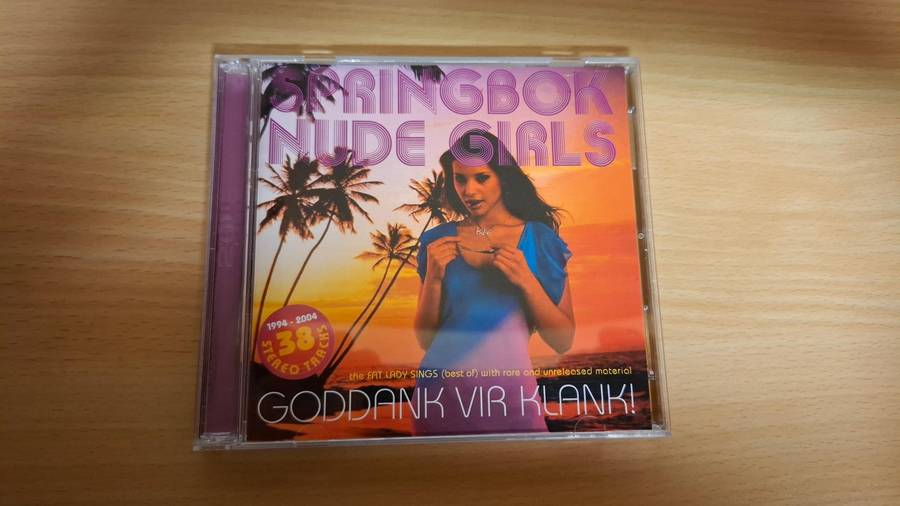 SPRINGBOK
NUDE GIRLS
1994 - 2004
38
STEREO TRACKS
the FAT LADY SINGS (best of) with rare and unreleased material
GODDANK VIR KLANK!